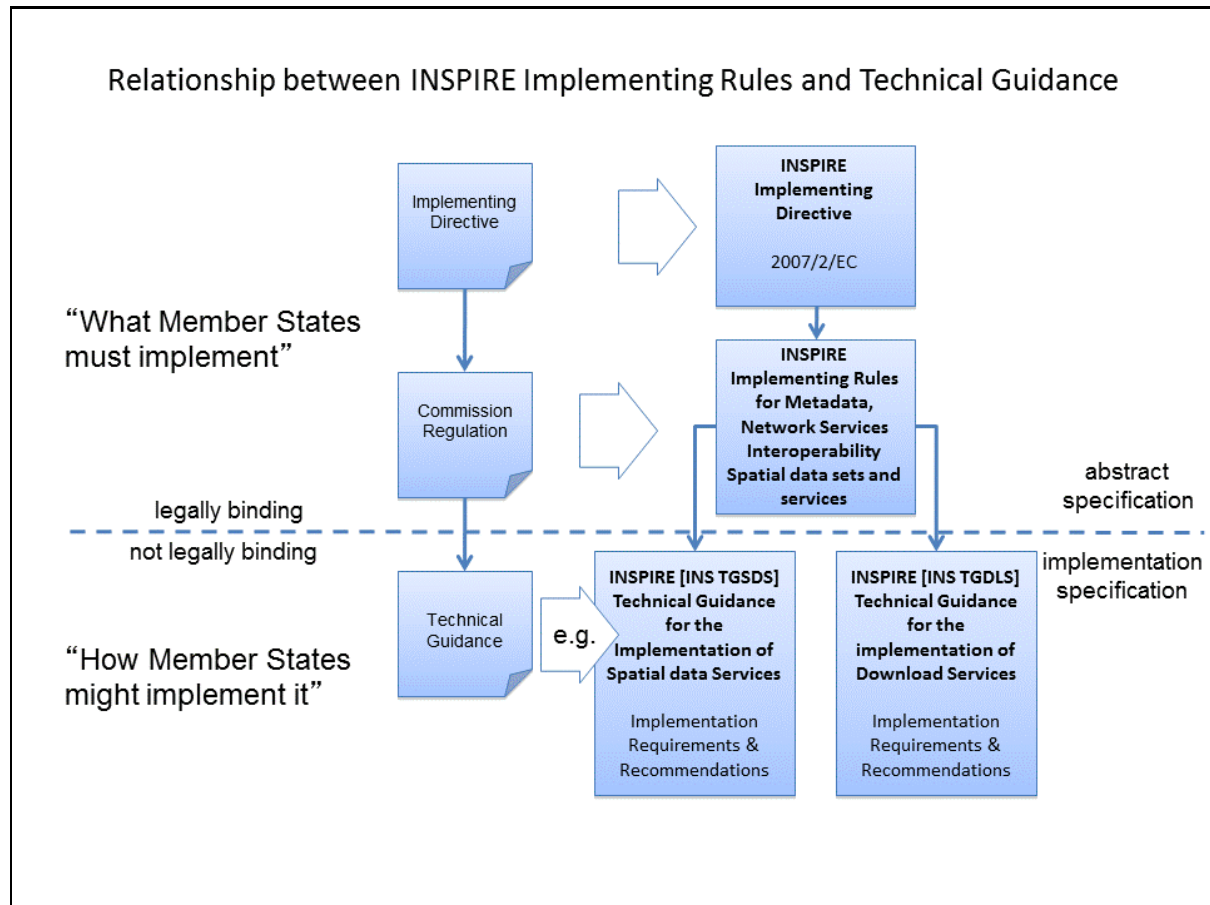 Relationship between INSPIRE Implementing Rules and Technical Guidance
Implementing
Directive
INSPIRE
Implementing
Directive
2007/2/EC
“What Member States
must implement”
Commission
Regulation
INSPIRE
Implementing Rules
for Metadata,
Network Services
Interoperability
Spatial data sets and
services
abstract
specification
legally binding
not legally binding
implementation
specification
Technical
Guidance
e.g.
“How Member States
might implement it”
INSPIRE [INS TGSDS]
Technical Guidance
for the
Implementation of
Spatial data Services
Implementation
Requirements &
Recommendations
INSPIRE [INS TGDLS]
Technical Guidance
for the
implementation of
Download Services
Implementation
Requirements &
Recommendations